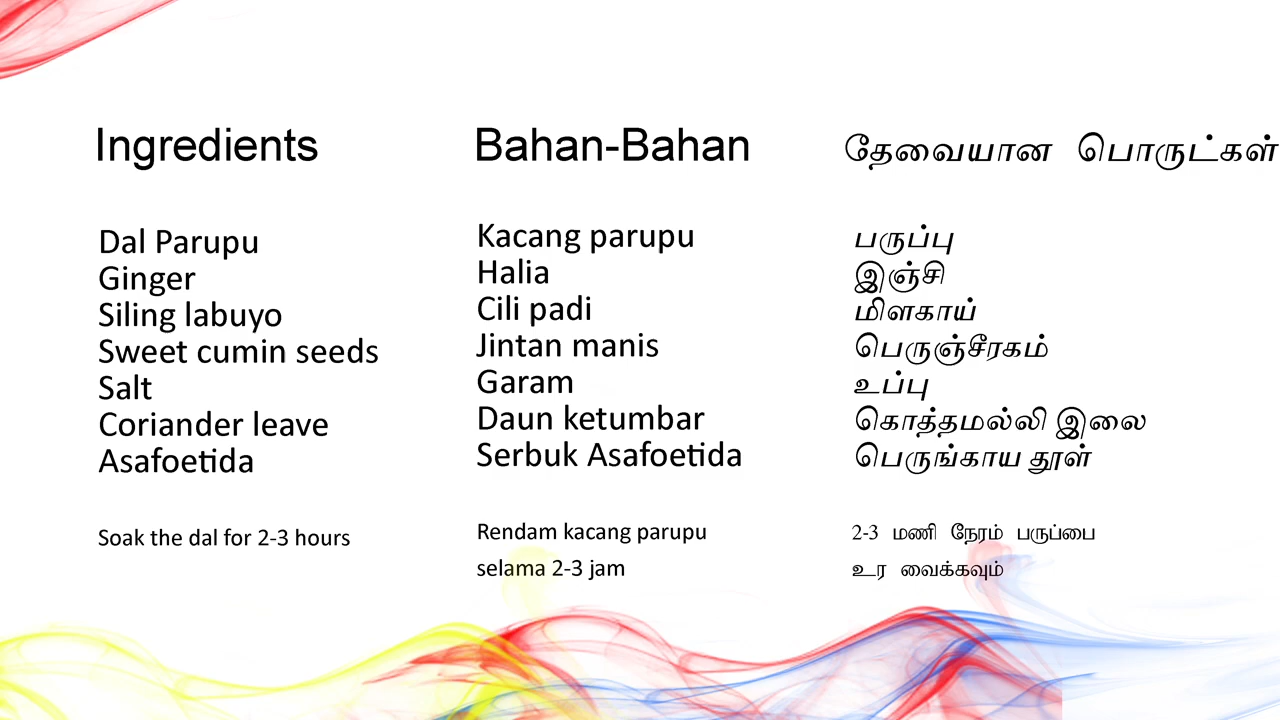 Ingredients
Dal Parupu
Ginger
Siling labuyo
Sweet cumin seeds
Salt
Coriander leave
Asafoetida
Soak the dal for 2-3 hours
Bahan-Bahan
Kacang parupu
Halia
Cili padi
Jintan manis
Garam
Daun ketumbar
Serbuk Asafoetida
Rendam kacang parupu
selama 2-3 jam
தேவையான பொருட்கள்
பருப்பு
இஞ்சி
மிளகாய்
பெருஞ்சீரகம்
உப்பு
கொத்தமல்லி இலை
பெருங்காய தூள்
2-3 மணி நேரம் பருப்பை
உர வைக்கவும்